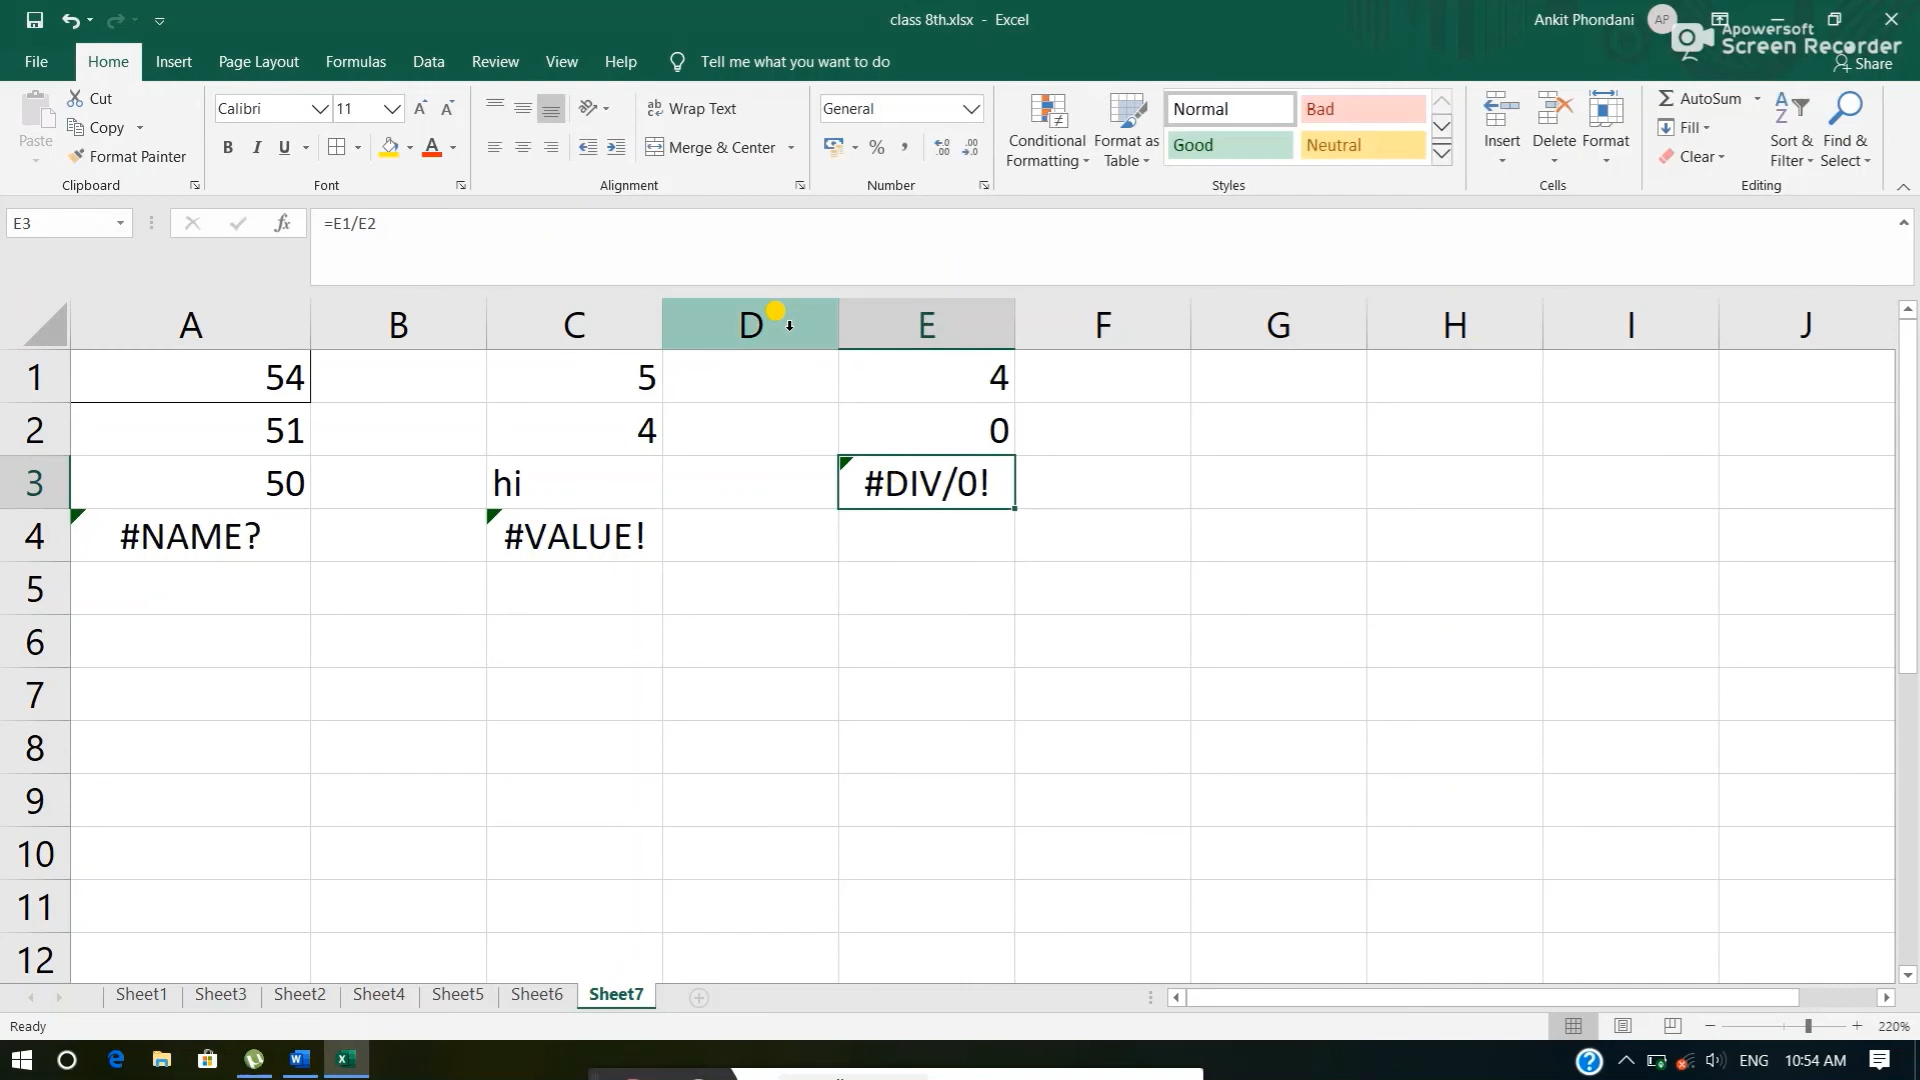 class 8th.xlsx - Excel
Ankit Phondani AP
Apowersoft
Screen Recorder
File Home Insert Page Layout Formulas Data Review View Help Tell me what you want to do Share
Cut Calibri 11 Wrap Text General Normal Bad AutoSum
Paste Copy Merge & Center Conditional Formatting Format as Table Good Neutral Insert Delete Format Fill Sort & Filter Find & Select
Format Painter Clear
Clipboard Font Alignment Number Styles Cells Editing
E3 fx =E1/E2
A B C D E F G H I J
1 54 5 4
2 51 4 0
3 50 hi #DIV/0!
4 #NAME? #VALUE!
5
6
7
8
9
10
11
12
Sheet1 Sheet3 Sheet2 Sheet4 Sheet5 Sheet6 Sheet7
Ready 220%
ENG 10:54 AM